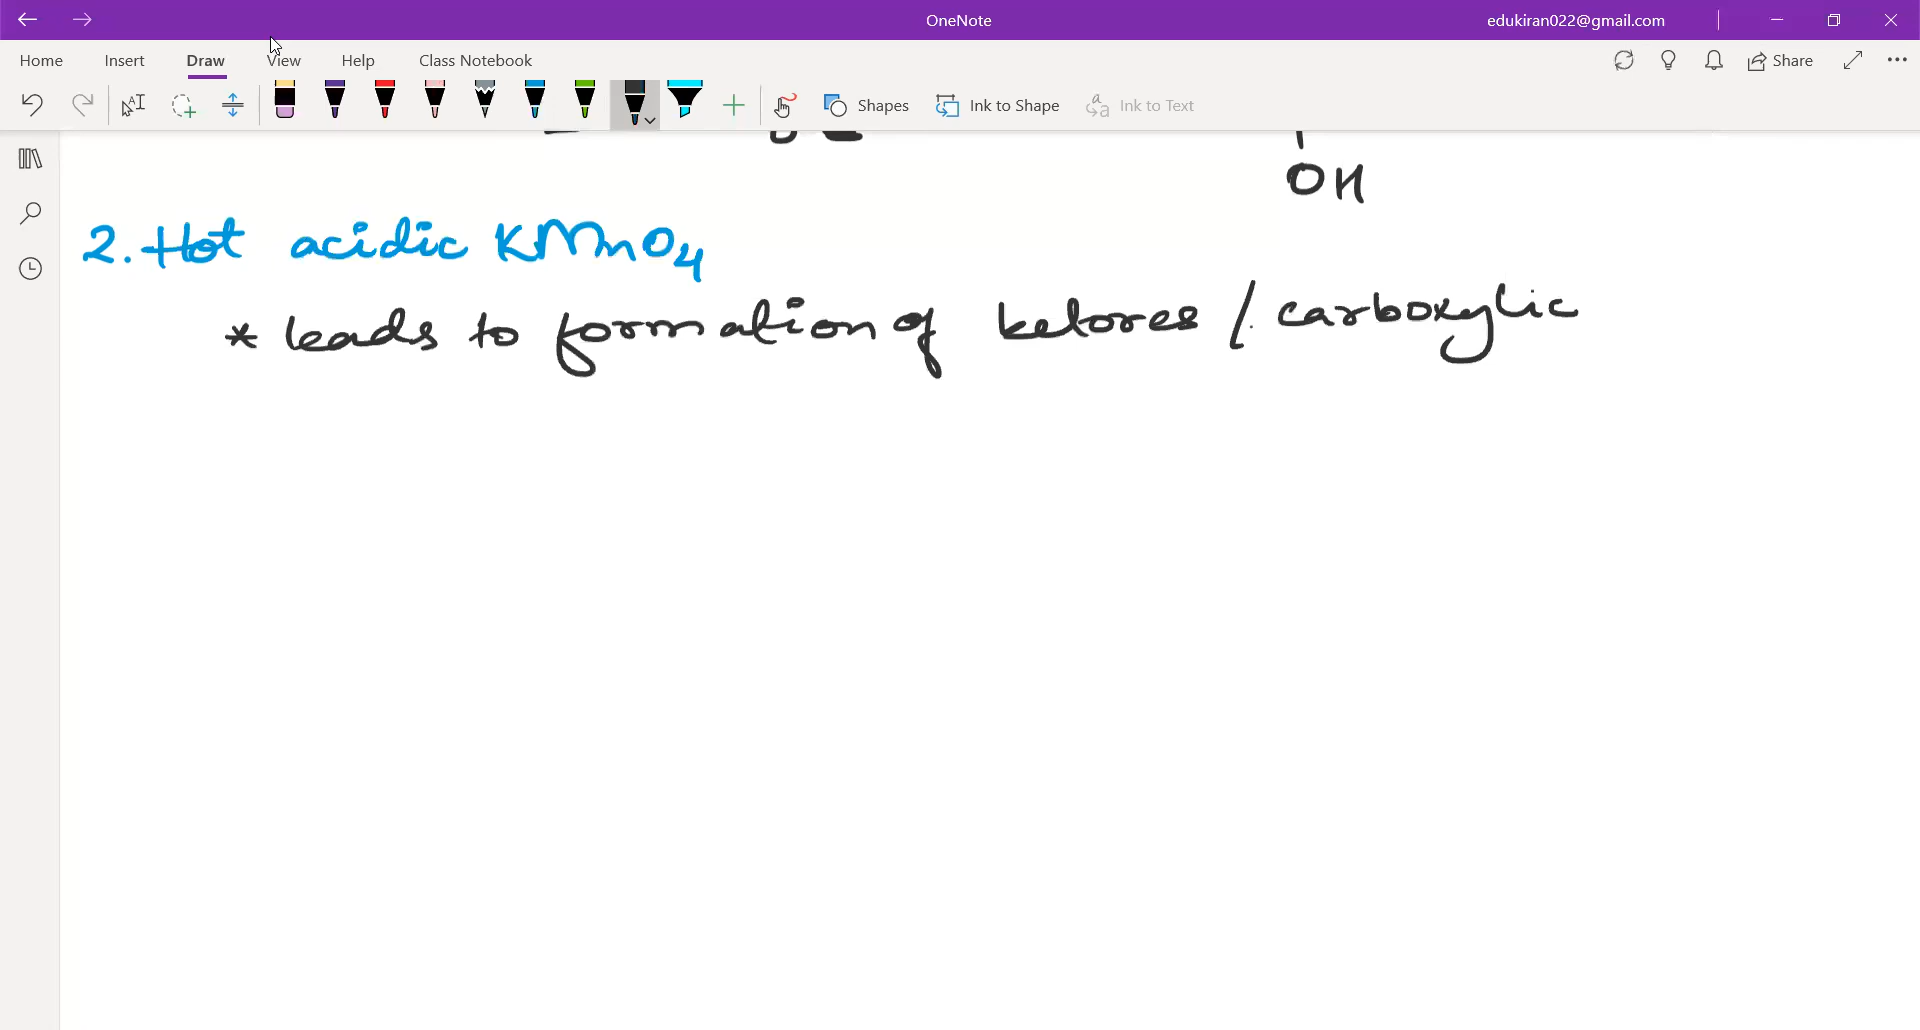 OneNote
edukiran022@gmail.com
Home Insert Draw View Help Class Notebook
Share
Shapes Ink to Shape Ink to Text
OH
2. Hot acidic KMnO4
* leads to formation of ketones / carboxylic